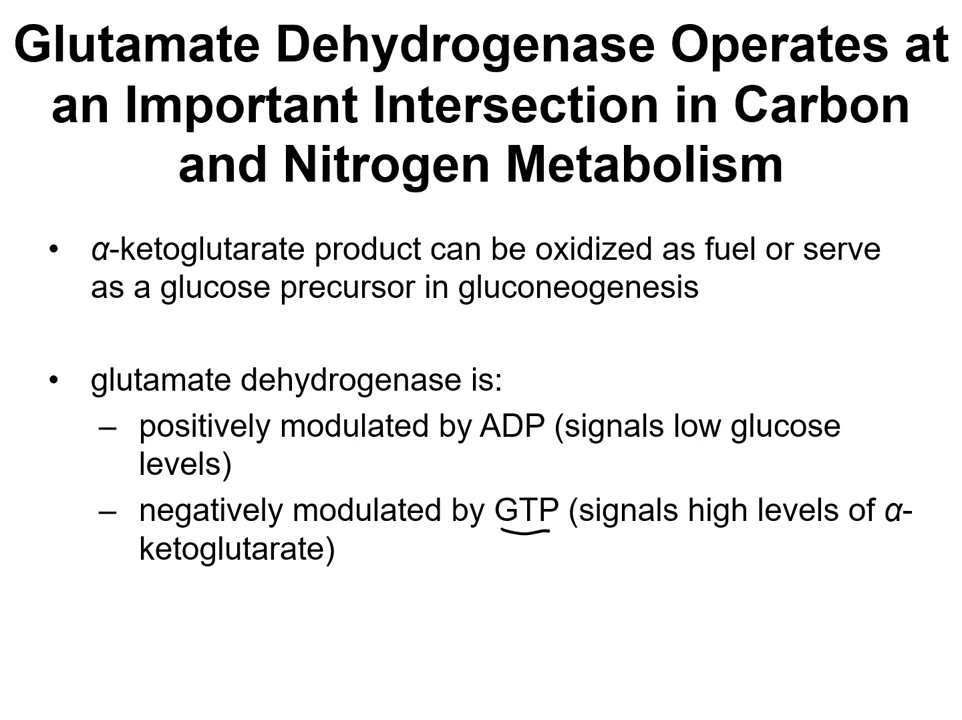 Glutamate Dehydrogenase Operates at
an Important Intersection in Carbon
and Nitrogen Metabolism
• α-ketoglutarate product can be oxidized as fuel or serve
as a glucose precursor in gluconeogenesis
• glutamate dehydrogenase is:
– positively modulated by ADP (signals low glucose
levels)
– negatively modulated by GTP (signals high levels of α-
ketoglutarate)